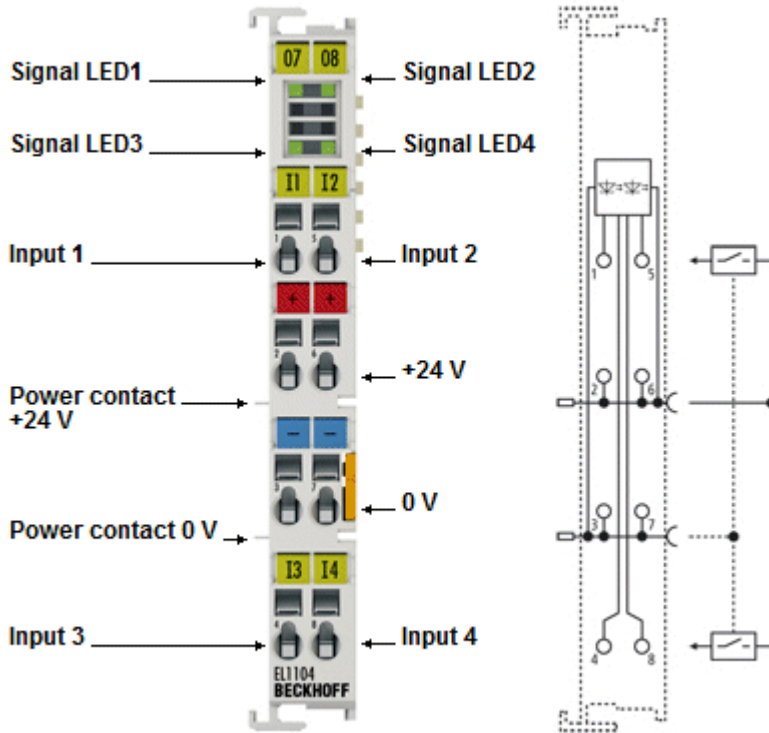 07 08
Signal LED1
Signal LED2
Signal LED3
Signal LED4
I1 I2
1 5
Input 1
Input 2
1 5
+ +
2 6
+24 V
2 6
Power contact
+24 V
− −
3 7
0 V
3 7
Power contact 0 V
I3 I4
4 8
Input 3
Input 4
4 8
EL1104
BECKHOFF